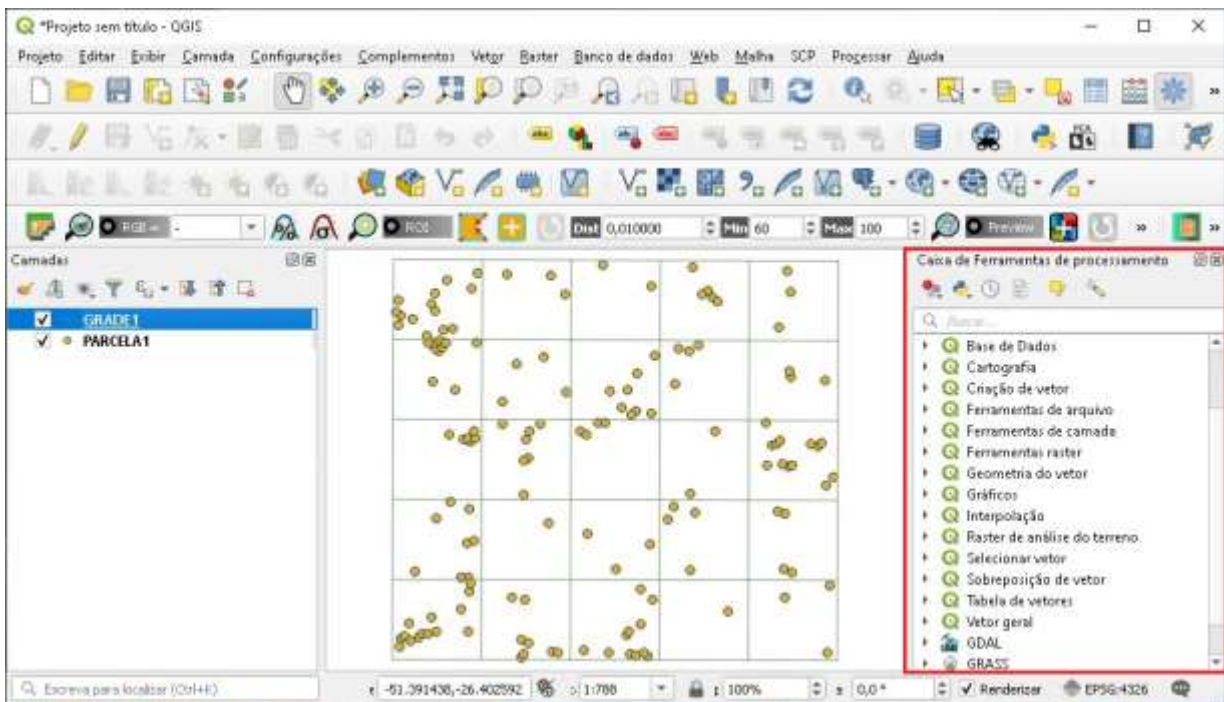 *Projeto sem título - QGIS
Projeto Editar Exibir Camada Configurações Complementos Vetor Raster Banco de dados Web Malha SCP Processar Ajuda
RGB = -
ROI
Dist 0,010000
Min 60
Max 100
Preview
Camadas
GRADE1
PARCELA1
Caixa de Ferramentas de processamento
Buscar...
Base de Dados
Cartografia
Criação de vetor
Ferramentas de arquivo
Ferramentas de camada
Ferramentas raster
Geometria do vetor
Gráficos
Interpolação
Raster de análise do terreno
Selecionar vetor
Sobreposição de vetor
Tabela de vetores
Vetor geral
GDAL
GRASS
Escreva para localizar (Ctrl+K)
-51.391438,-26.402592
1:788
100%
0,0°
Renderizar
EPSG:4326